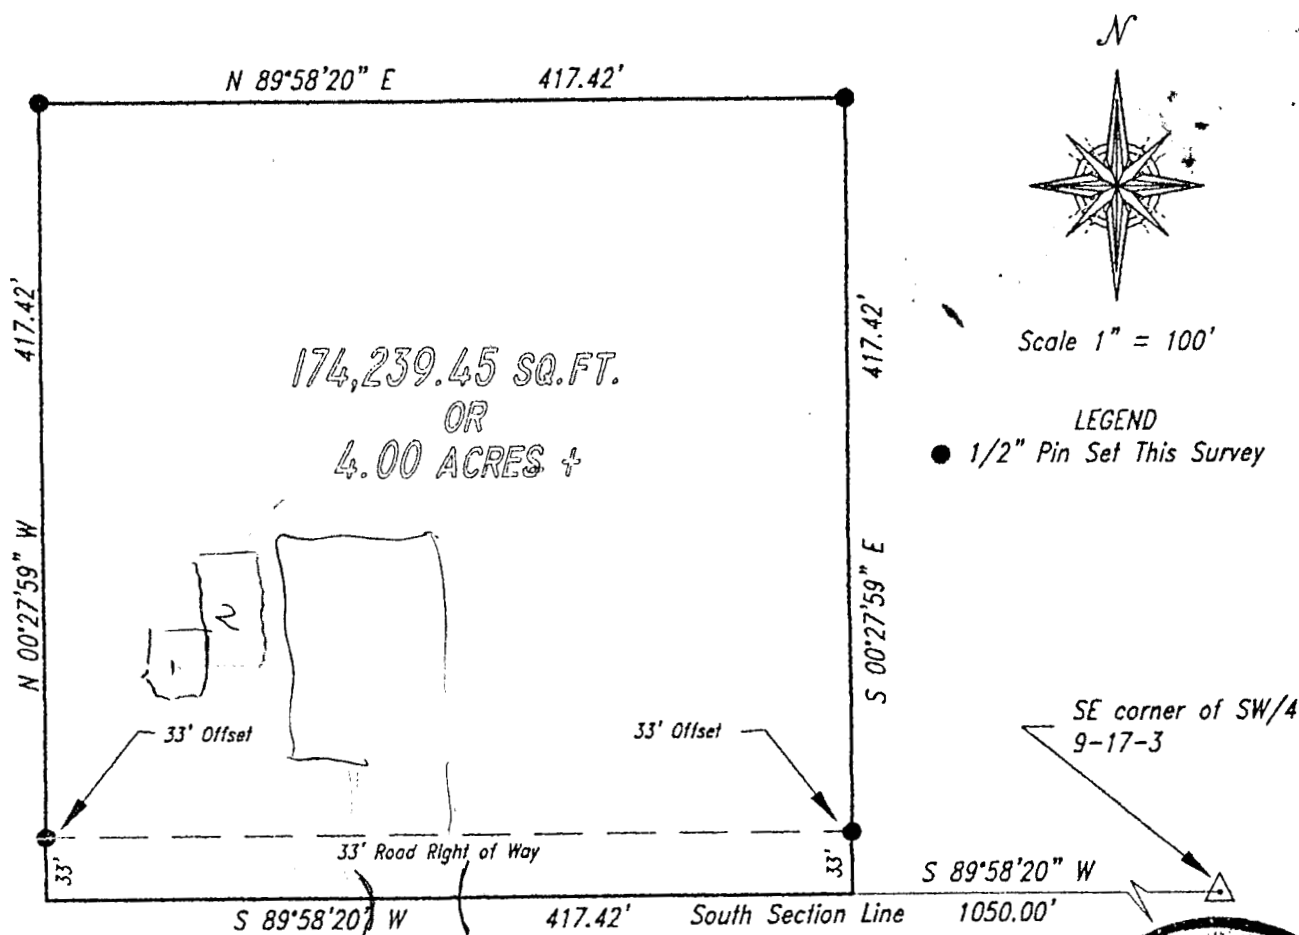 N
N 89°58'20" E 417.42'
417.42'
N 00°27'59" W
417.42'
S 00°27'59" E
Scale 1" = 100'
LEGEND
1/2" Pin Set This Survey
174,239.45 SQ.FT.
OR
4.00 ACRES +
2
1
33' Offset
33' Offset
SE corner of SW/4
9-17-3
33'
33' Road Right of Way
33'
S 89°58'20" W
S 89°58'20" W 417.42' South Section Line 1050.00'